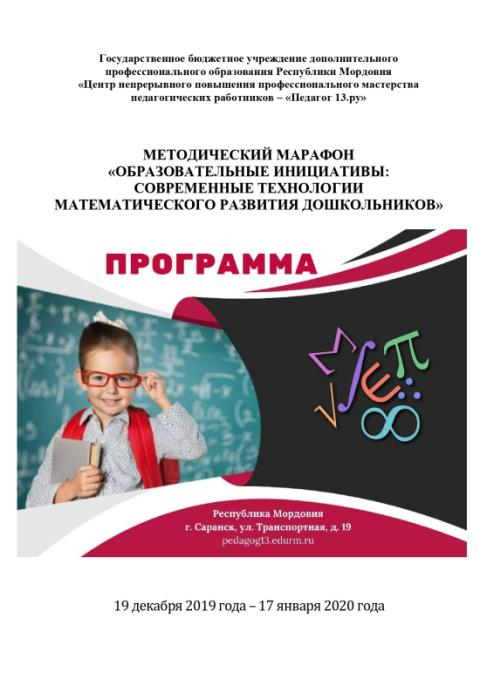 Государственное бюджетное учреждение дополнительного
профессионального образования Республики Мордовия
«Центр непрерывного повышения профессионального мастерства
педагогических работников – «Педагог 13.ру»
МЕТОДИЧЕСКИЙ МАРАФОН
«ОБРАЗОВАТЕЛЬНЫЕ ИНИЦИАТИВЫ:
СОВРЕМЕННЫЕ ТЕХНОЛОГИИ
МАТЕМАТИЧЕСКОГО РАЗВИТИЯ ДОШКОЛЬНИКОВ»
ПРОГРАММА
Республика Мордовия
г. Саранск, ул. Транспортная, д. 19
pedagog13.edurm.ru
19 декабря 2019 года – 17 января 2020 года